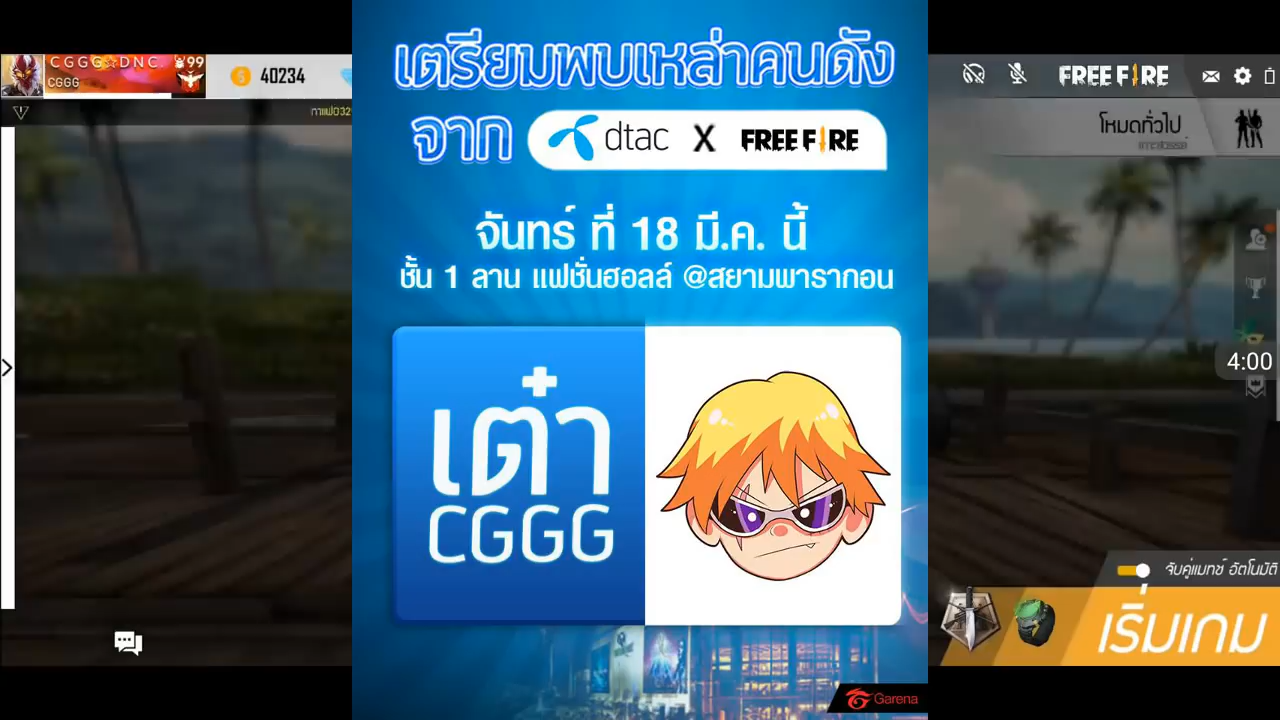 CGGG☆DNC.
99
CGGG
40234
เตรียมพบเหล่าคนดัง
จาก dtac X FREE FIRE
จันทร์ ที่ 18 มี.ค. นี้
ชั้น 1 ลาน แฟชั่นฮอลล์ @สยามพารากอน
เต๋า
CGGG
Garena
FREE FIRE
โหมดทั่วไป
4:00
จับคู่แมทช์ อัตโนมัติ
เริ่มเกม